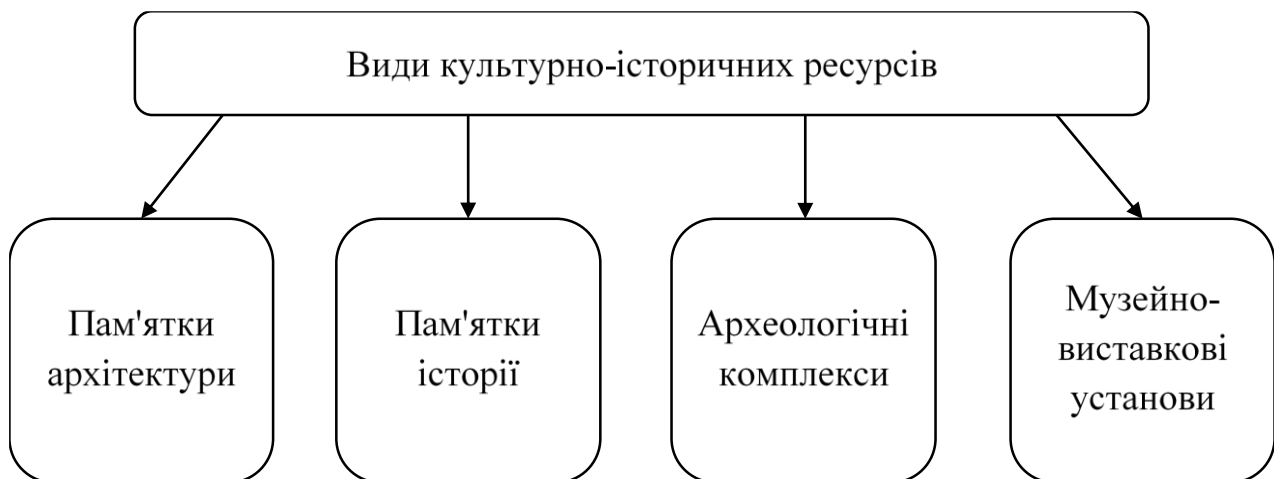 Види культурно-історичних ресурсів
Пам'ятки
архітектури
Пам'ятки
історії
Археологічні
комплекси
Музейно-
виставкові
установи